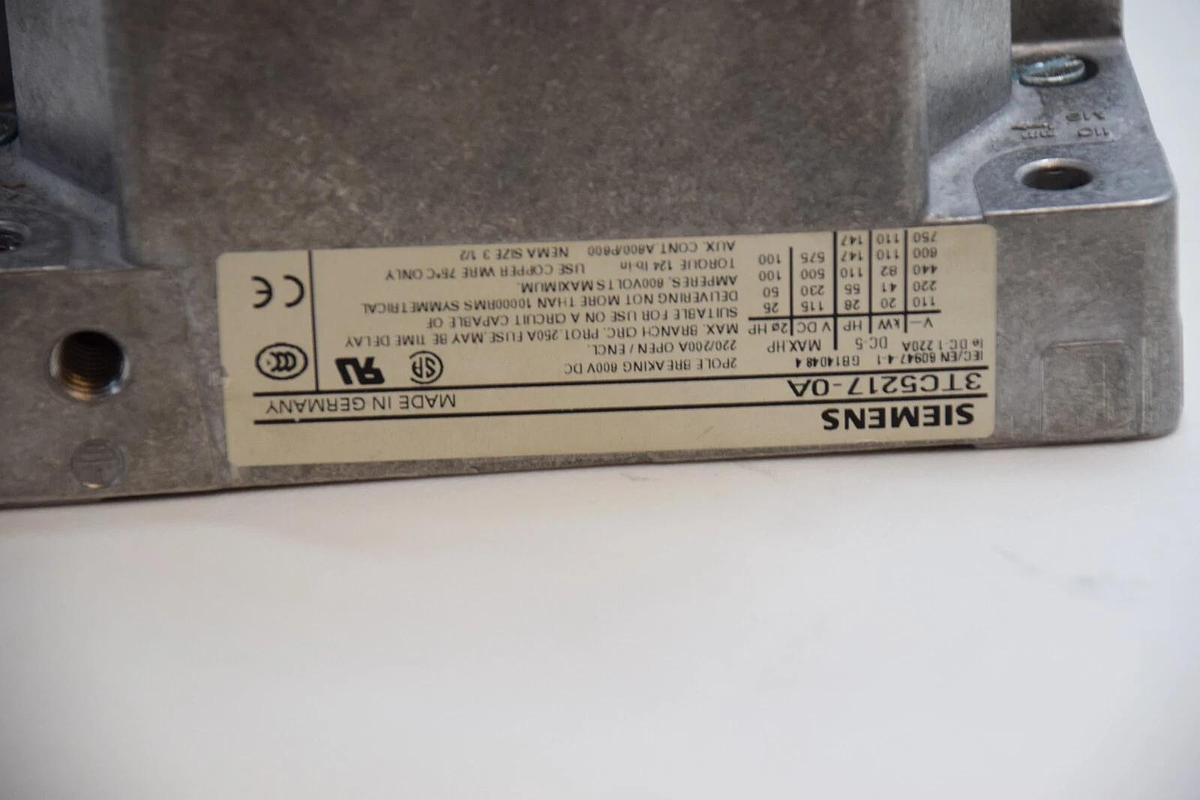 SIEMENS
3TC5217-0A MADE IN GERMANY
IEC/EN 60947-4-1 GB14048 4
Ie DC-1 220A DC-5
V⎓ kW HP
110 20 28
220 41 55
440 82 110
600 110 147
750 110 147
MAX.HP
V DC 2ø HP
115 25
230 50
500 100
575 100
2POLE BREAKING 600V DC
220/200A OPEN / ENCL.
MAX. BRANCH CIRC. PROT.250A FUSE.MAY BE TIME DELAY
SUITABLE FOR USE ON A CIRCUIT CAPABLE OF
DELIVERING NOT MORE THAN 10000RMS SYMMETRICAL
AMPERES, 600VOLTS MAXIMUM.
TORQUE 124 lb-in USE COPPER WIRE 75°C ONLY
AUX. CONT.A600/P600 NEMA SIZE 3 1/2
SA
CCC
CE